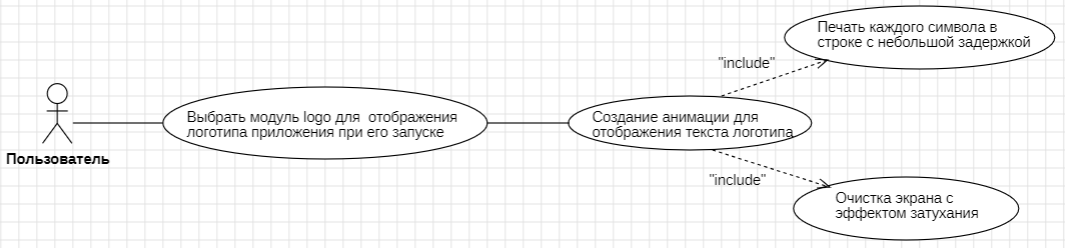 Печать каждого символа в
строке с небольшой задержкой
"include"
Выбрать модуль logo для отображения
логотипа приложения при его запуске
Создание анимации для
отображения текста логотипа
Пользователь
"include"
Очистка экрана с
эффектом затухания